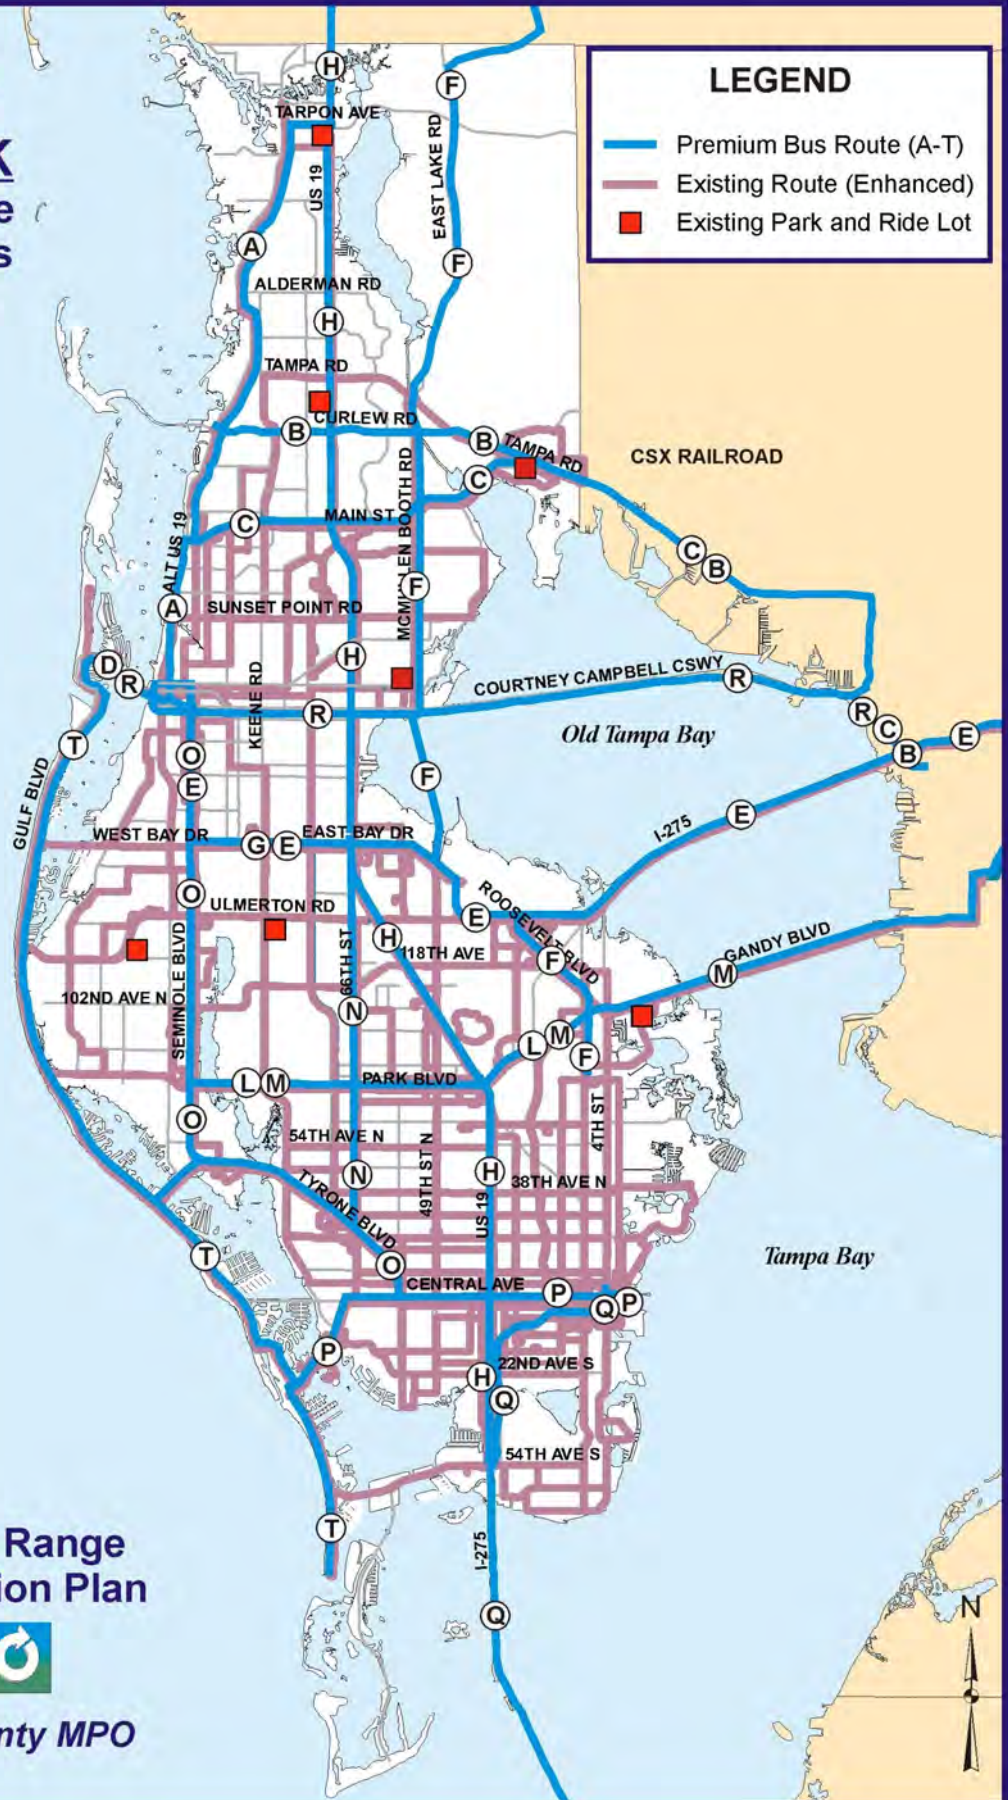 K
e
s
LEGEND
Premium Bus Route (A-T)
Existing Route (Enhanced)
Existing Park and Ride Lot
H
F
TARPON AVE
US 19
EAST LAKE RD
A
F
ALDERMAN RD
H
TAMPA RD
CURLEW RD
B
B
TAMPA RD
CSX RAILROAD
C
MCMULLEN BOOTH RD
C
MAIN ST
ALT US 19
C
B
F
A
SUNSET POINT RD
H
D
R
KEENE RD
COURTNEY CAMPBELL CSWY
R
R
R
C
B
E
Old Tampa Bay
T
O
E
F
GULF BLVD
E
I-275
WEST BAY DR
G
E
EAST BAY DR
O
ULMERTON RD
ROOSEVELT BLVD
E
H
118TH AVE
F
GANDY BLVD
M
SEMINOLE BLVD
66TH ST
102ND AVE N
N
L
M
F
L
M
PARK BLVD
O
54TH AVE N
49TH ST N
4TH ST
N
H
38TH AVE N
TYRONE BLVD
US 19
T
O
Tampa Bay
CENTRAL AVE
P
Q
P
P
H
22ND AVE S
Q
54TH AVE S
T
I-275
Q
Range
ion Plan
nty MPO
N